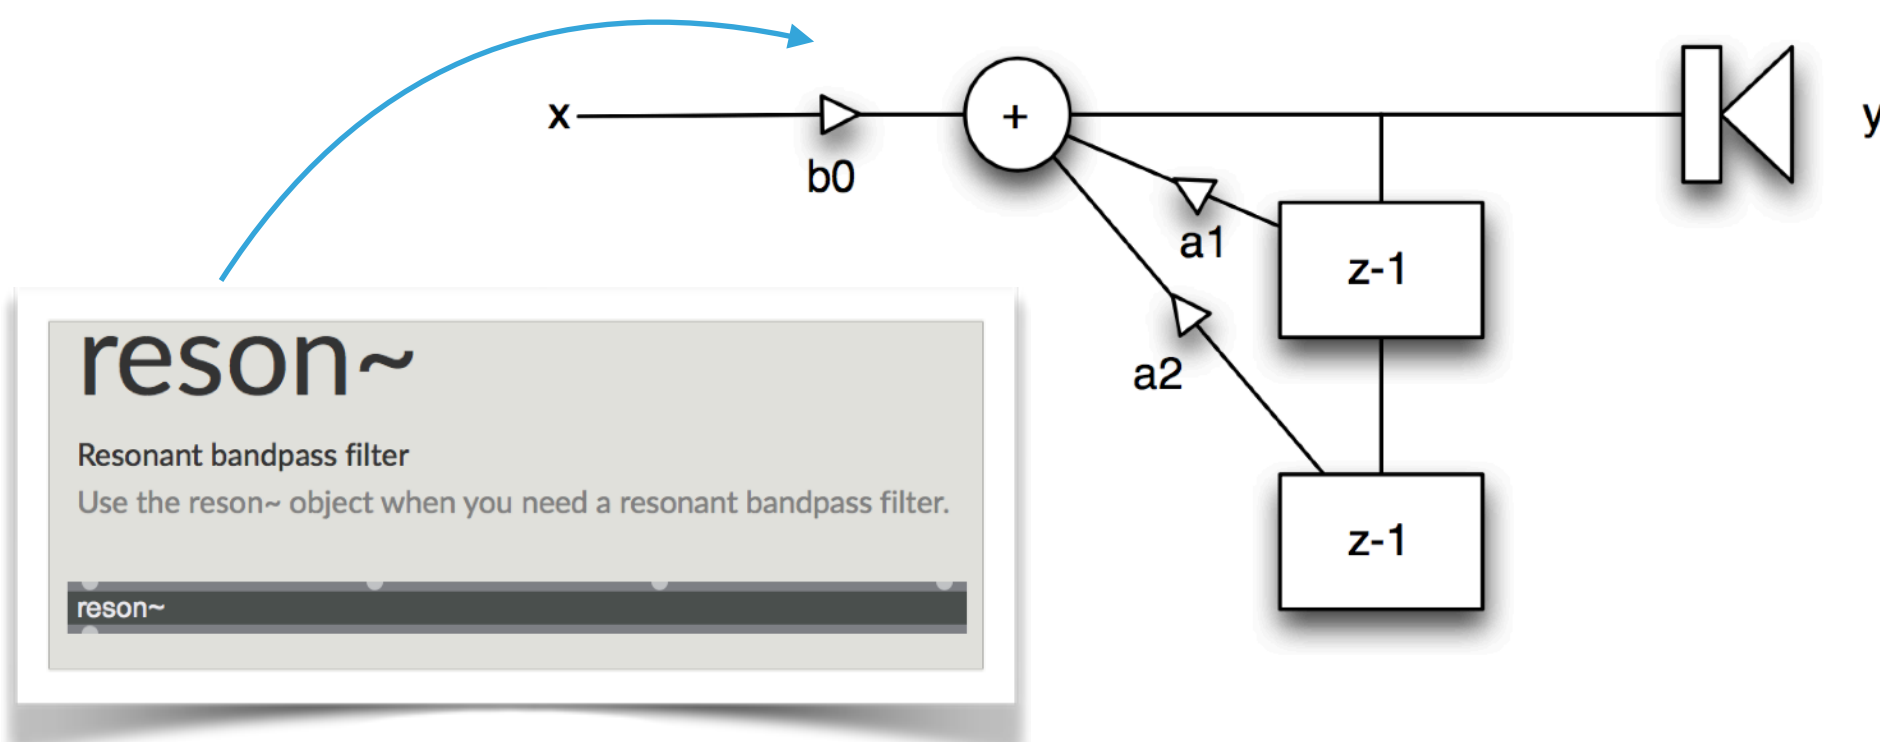 x
+
y
b0
a1
z-1
a2
z-1
reson~
Resonant bandpass filter
Use the reson~ object when you need a resonant bandpass filter.
reson~